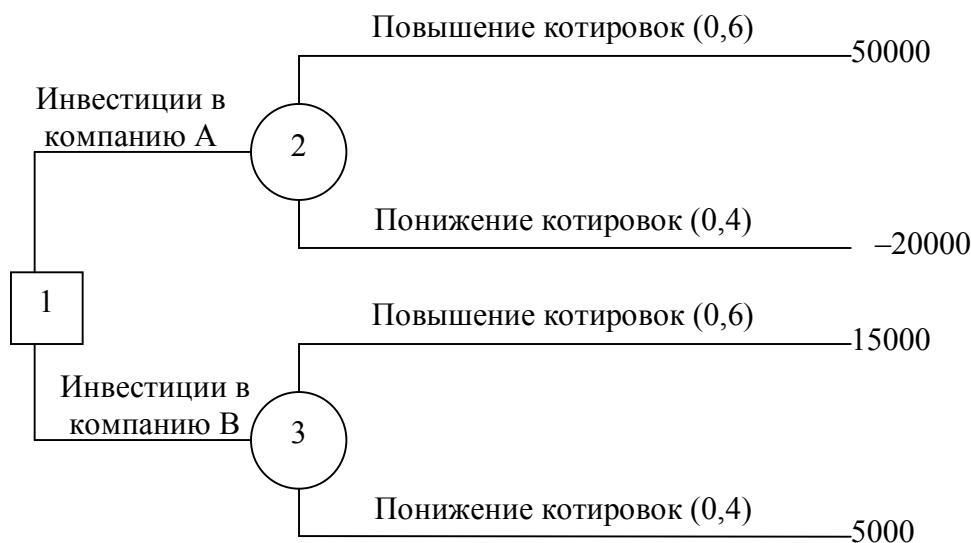 Повышение котировок (0,6)
50000
Инвестиции в
компанию А
2
Понижение котировок (0,4)
–20000
1
Повышение котировок (0,6)
15000
Инвестиции в
компанию В
3
Понижение котировок (0,4)
5000